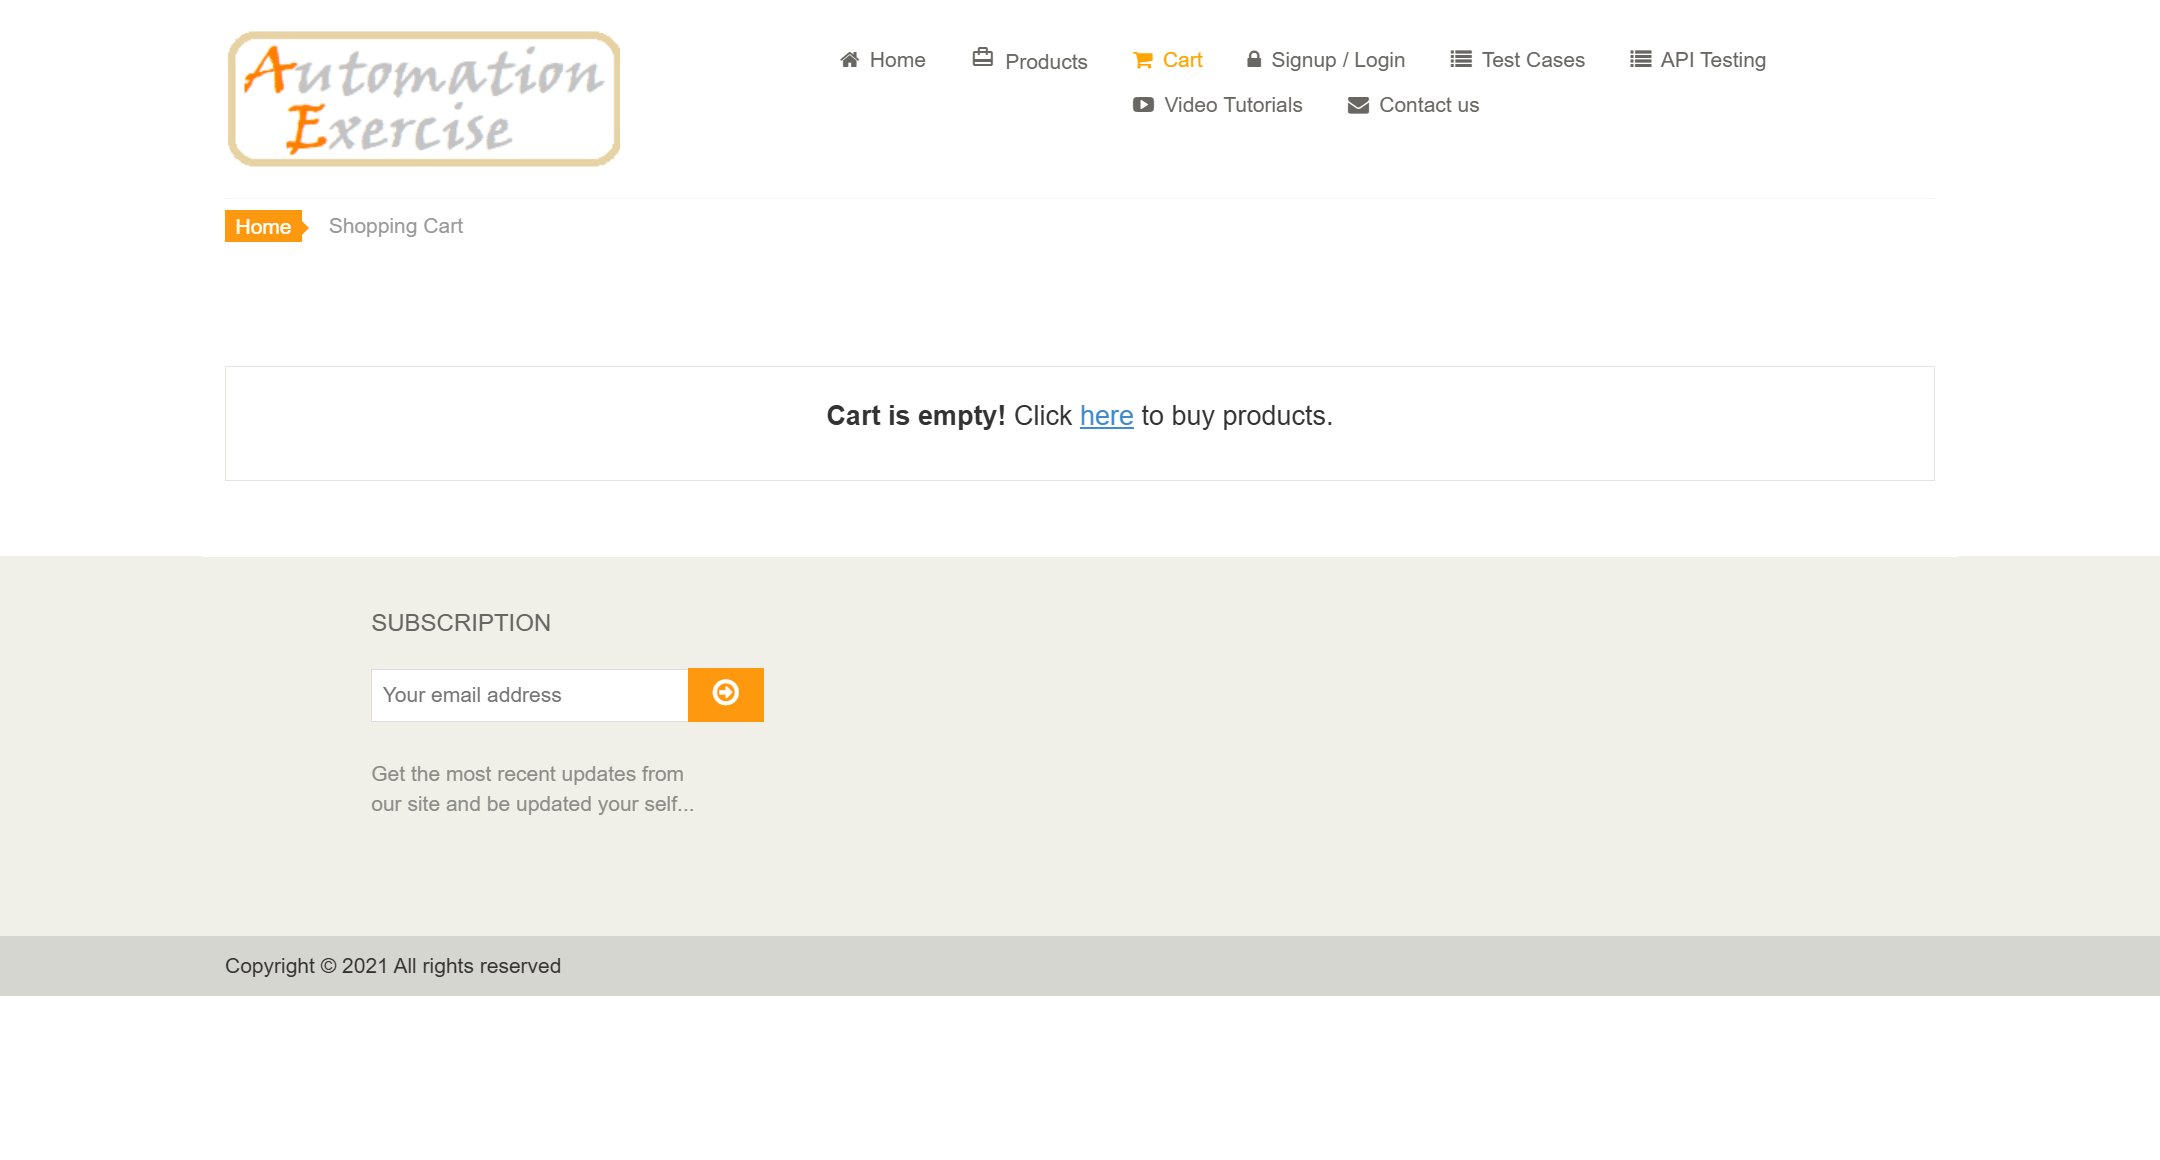 Automation
Exercise
Home Products Cart Signup / Login Test Cases API Testing
Video Tutorials Contact us
Home Shopping Cart
Cart is empty! Click here to buy products.
SUBSCRIPTION
Your email address
Get the most recent updates from
our site and be updated your self...
Copyright © 2021 All rights reserved